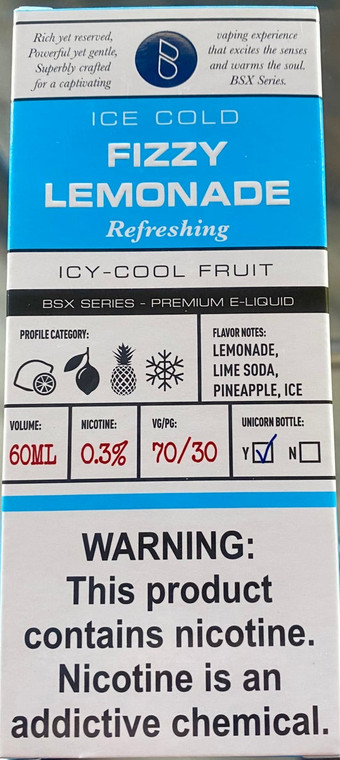 Rich yet reserved,
Powerful yet gentle,
Superbly crafted
for a captivating
vaping experience
that excites the senses
and warms the soul.
BSX Series.
ICE COLD
FIZZY
LEMONADE
Refreshing
ICY-COOL FRUIT
BSX SERIES - PREMIUM E-LIQUID
PROFILE CATEGORY:
FLAVOR NOTES:
LEMONADE,
LIME SODA,
PINEAPPLE, ICE
VOLUME:
60ML
NICOTINE:
0.3%
VG/PG:
70/30
UNICORN BOTTLE:
Y N
WARNING:
This product
contains nicotine.
Nicotine is an
addictive chemical.